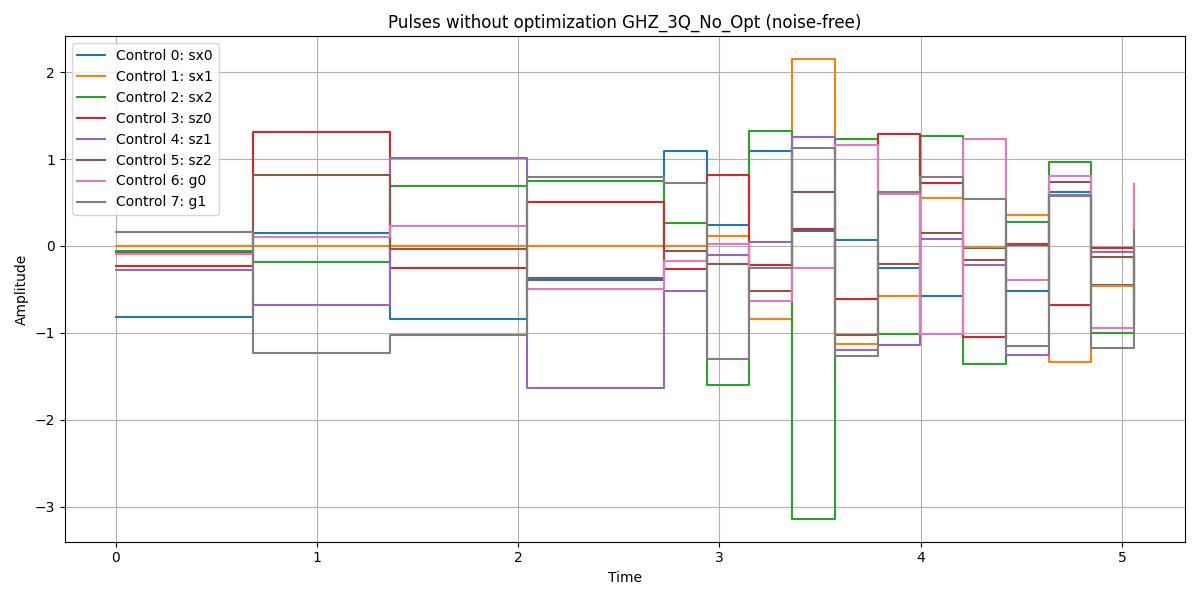 Pulses without optimization GHZ_3Q_No_Opt (noise-free)
Control 0: sx0
Control 1: sx1
Control 2: sx2
Control 3: sz0
Control 4: sz1
Control 5: sz2
Control 6: g0
Control 7: g1
2
1
0
−1
−2
−3
Amplitude
0 1 2 3 4 5
Time